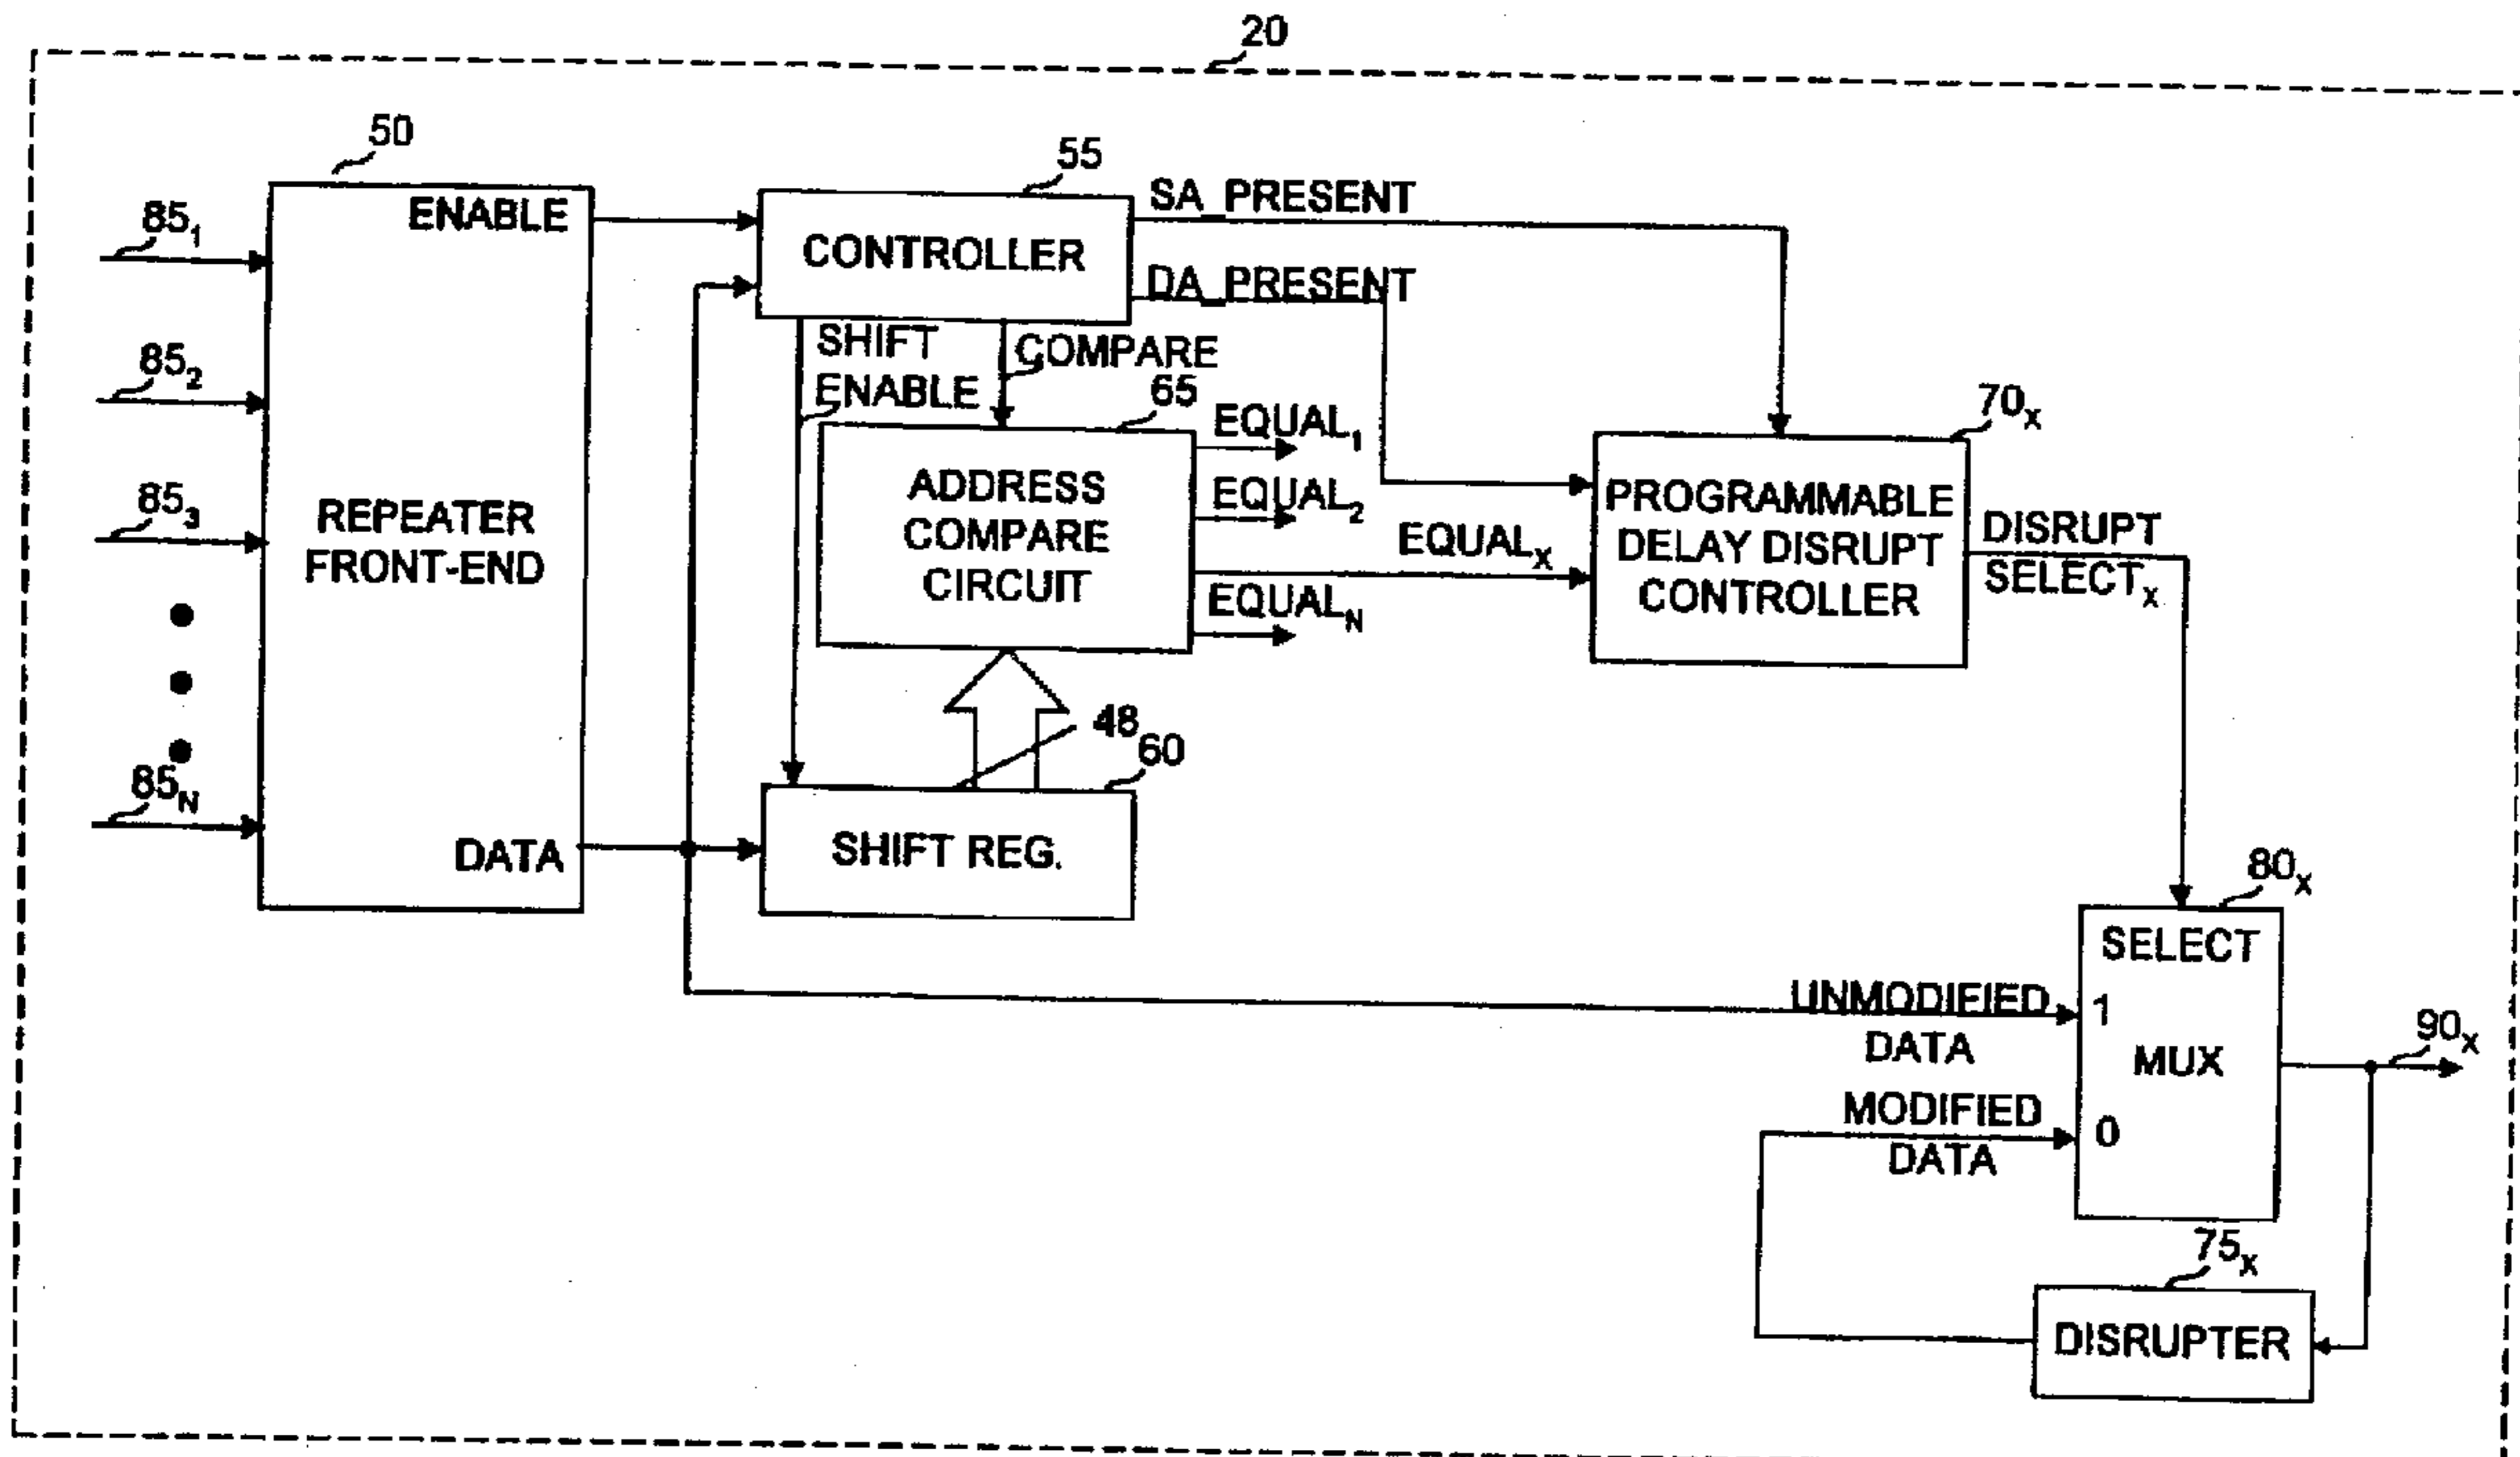 20
50
55
85₁
ENABLE
CONTROLLER
SA_PRESENT
DA_PRESENT
85₂
SHIFT
ENABLE
COMPARE
65
EQUAL₁
EQUAL₂
EQUALₓ
EQUAL_N
70ₓ
85₃
REPEATER
FRONT-END
ADDRESS
COMPARE
CIRCUIT
PROGRAMMABLE
DELAY DISRUPT
CONTROLLER
DISRUPT
SELECTₓ
48
60
85_N
DATA
SHIFT REG.
80ₓ
SELECT
UNMODIFIED
DATA
1
MUX
90ₓ
MODIFIED
DATA
0
75ₓ
DISRUPTER